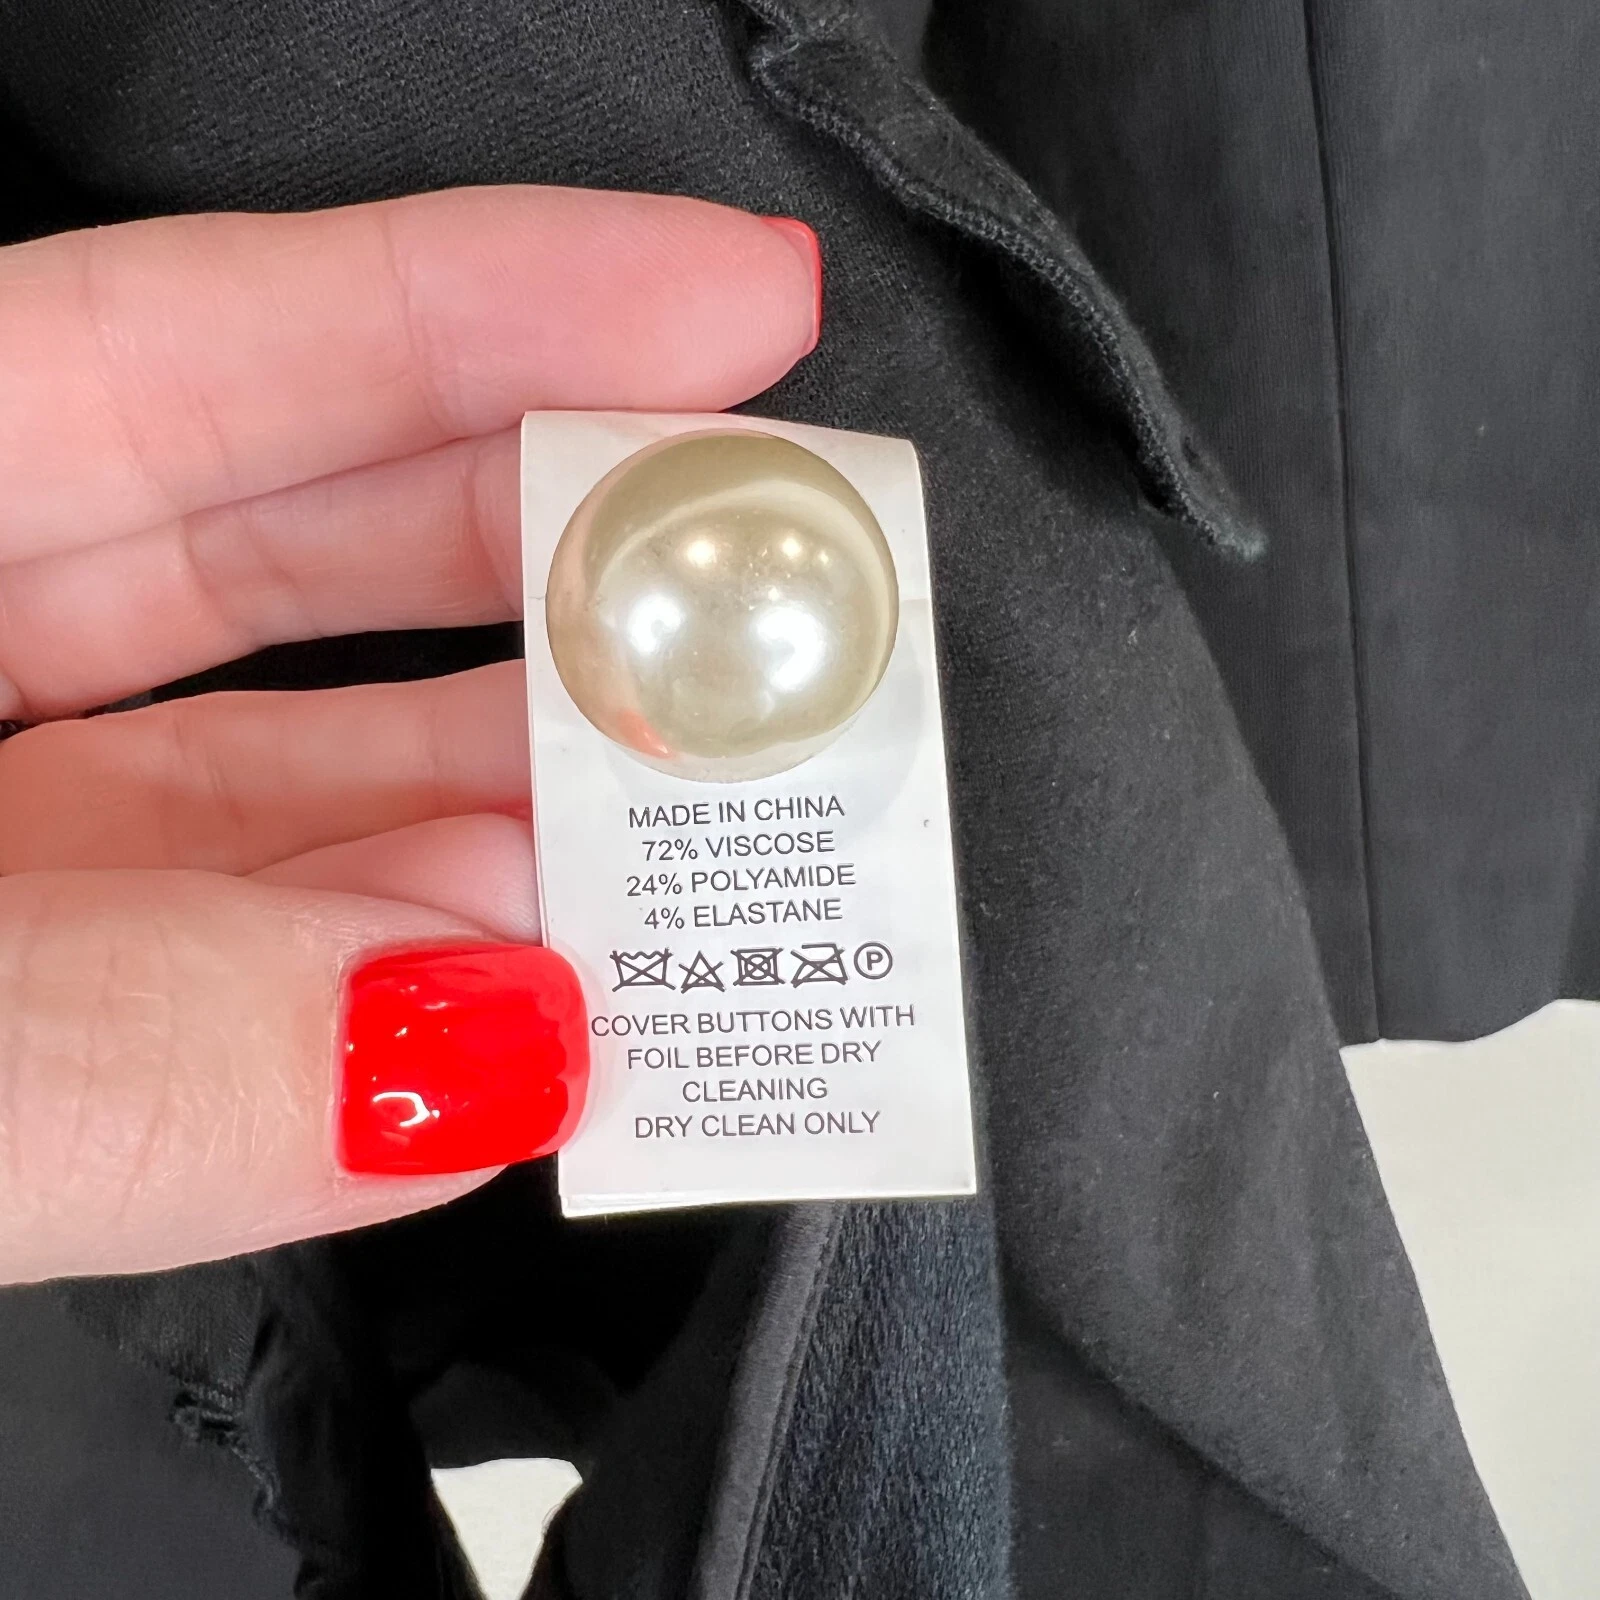 MADE IN CHINA
72% VISCOSE
24% POLYAMIDE
4% ELASTANE
P
COVER BUTTONS WITH
FOIL BEFORE DRY
CLEANING
DRY CLEAN ONLY